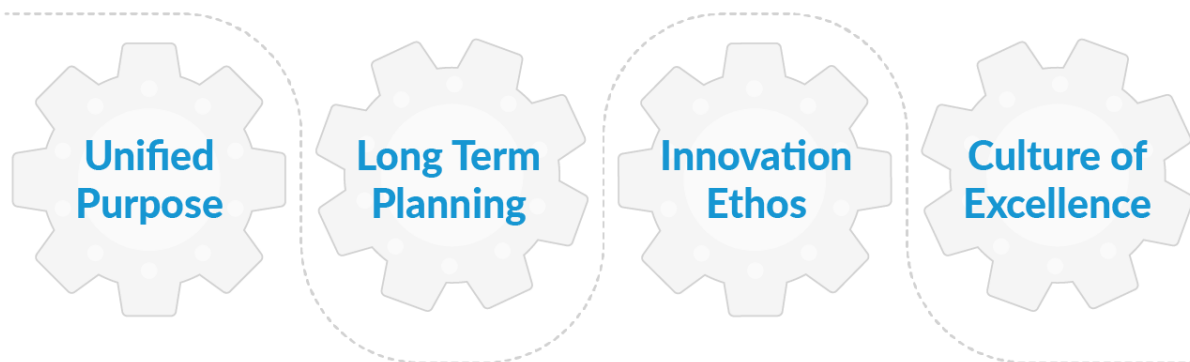 Unified
Purpose
Long Term
Planning
Innovation
Ethos
Culture of
Excellence